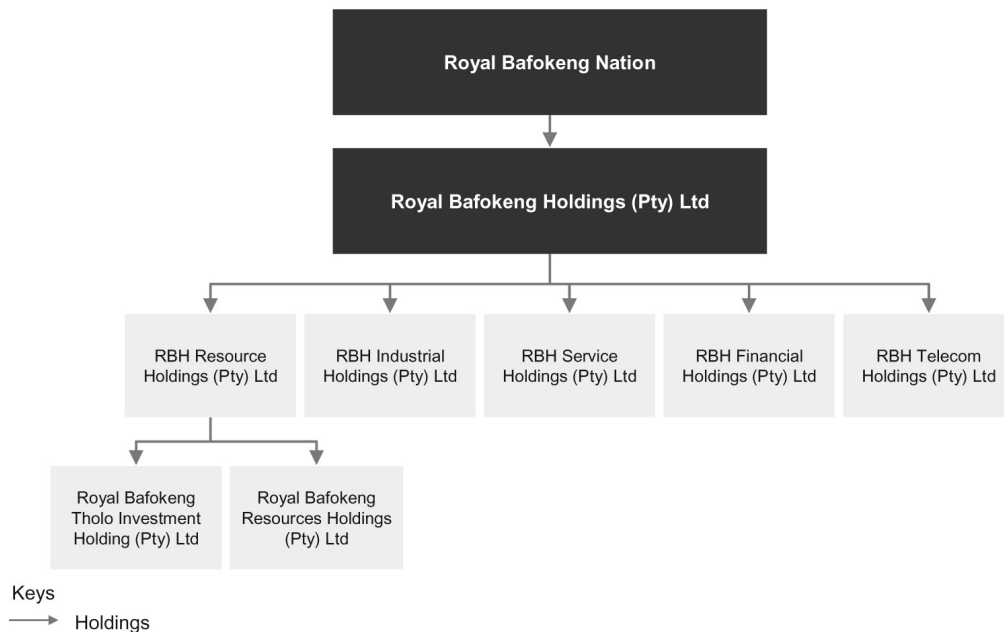 Royal Bafokeng Nation
Royal Bafokeng Holdings (Pty) Ltd
RBH Resource
Holdings (Pty) Ltd
RBH Industrial
Holdings (Pty) Ltd
RBH Service
Holdings (Pty) Ltd
RBH Financial
Holdings (Pty) Ltd
RBH Telecom
Holdings (Pty) Ltd
Royal Bafokeng
Tholo Investment
Holding (Pty) Ltd
Royal Bafokeng
Resources Holdings
(Pty) Ltd
Keys
Holdings